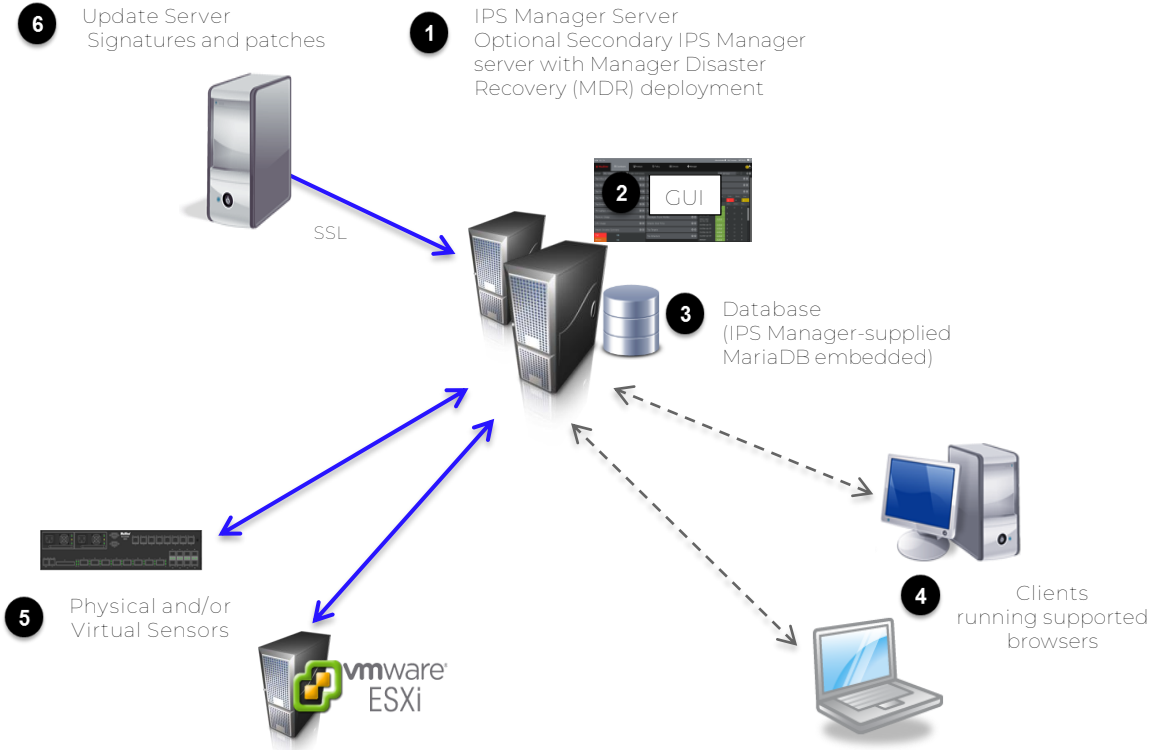 6
Update Server
Signatures and patches
1
IPS Manager Server
Optional Secondary IPS Manager
server with Manager Disaster
Recovery (MDR) deployment
2
GUI
SSL
3
Database
(IPS Manager-supplied
MariaDB embedded)
5
Physical and/or
Virtual Sensors
vmware
ESXi
4
Clients
running supported
browsers